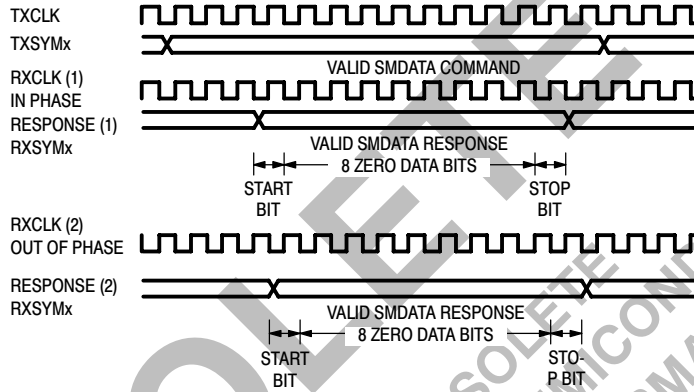 TXCLK
TXSYMx
VALID SMDATA COMMAND
RXCLK (1)
IN PHASE
RESPONSE (1)
RXSYMx
VALID SMDATA RESPONSE
8 ZERO DATA BITS
START
BIT
STOP
BIT
RXCLK (2)
OUT OF PHASE
RESPONSE (2)
RXSYMx
VALID SMDATA RESPONSE
8 ZERO DATA BITS
START
BIT
STO-
P BIT
OLETE
SOLETE